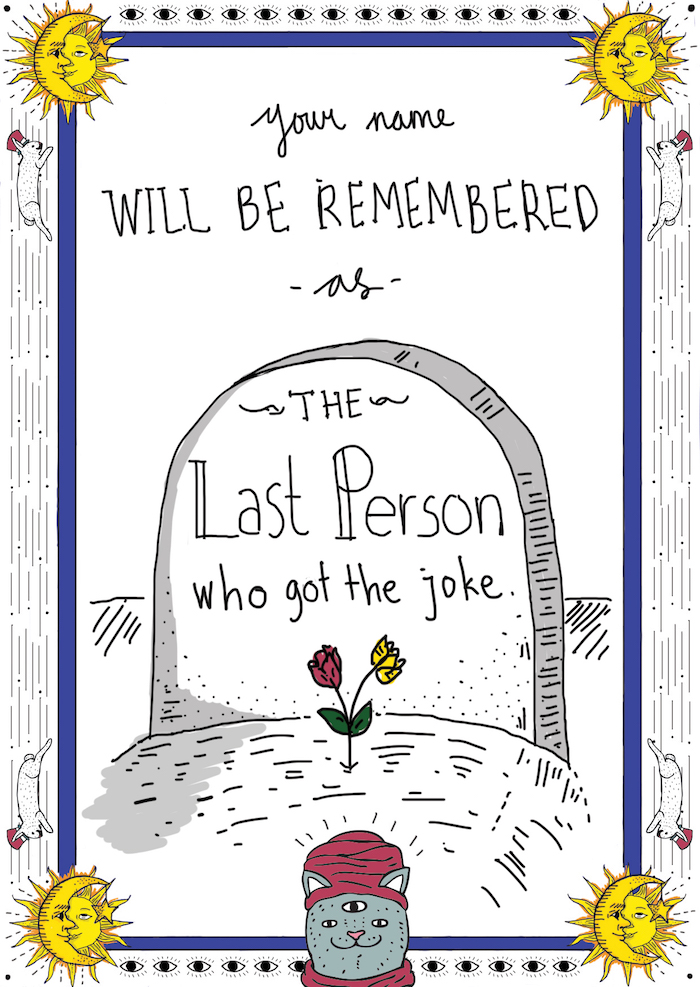 your name
WILL BE REMEMBERED
- as -
THE
Last Person
who got the joke.